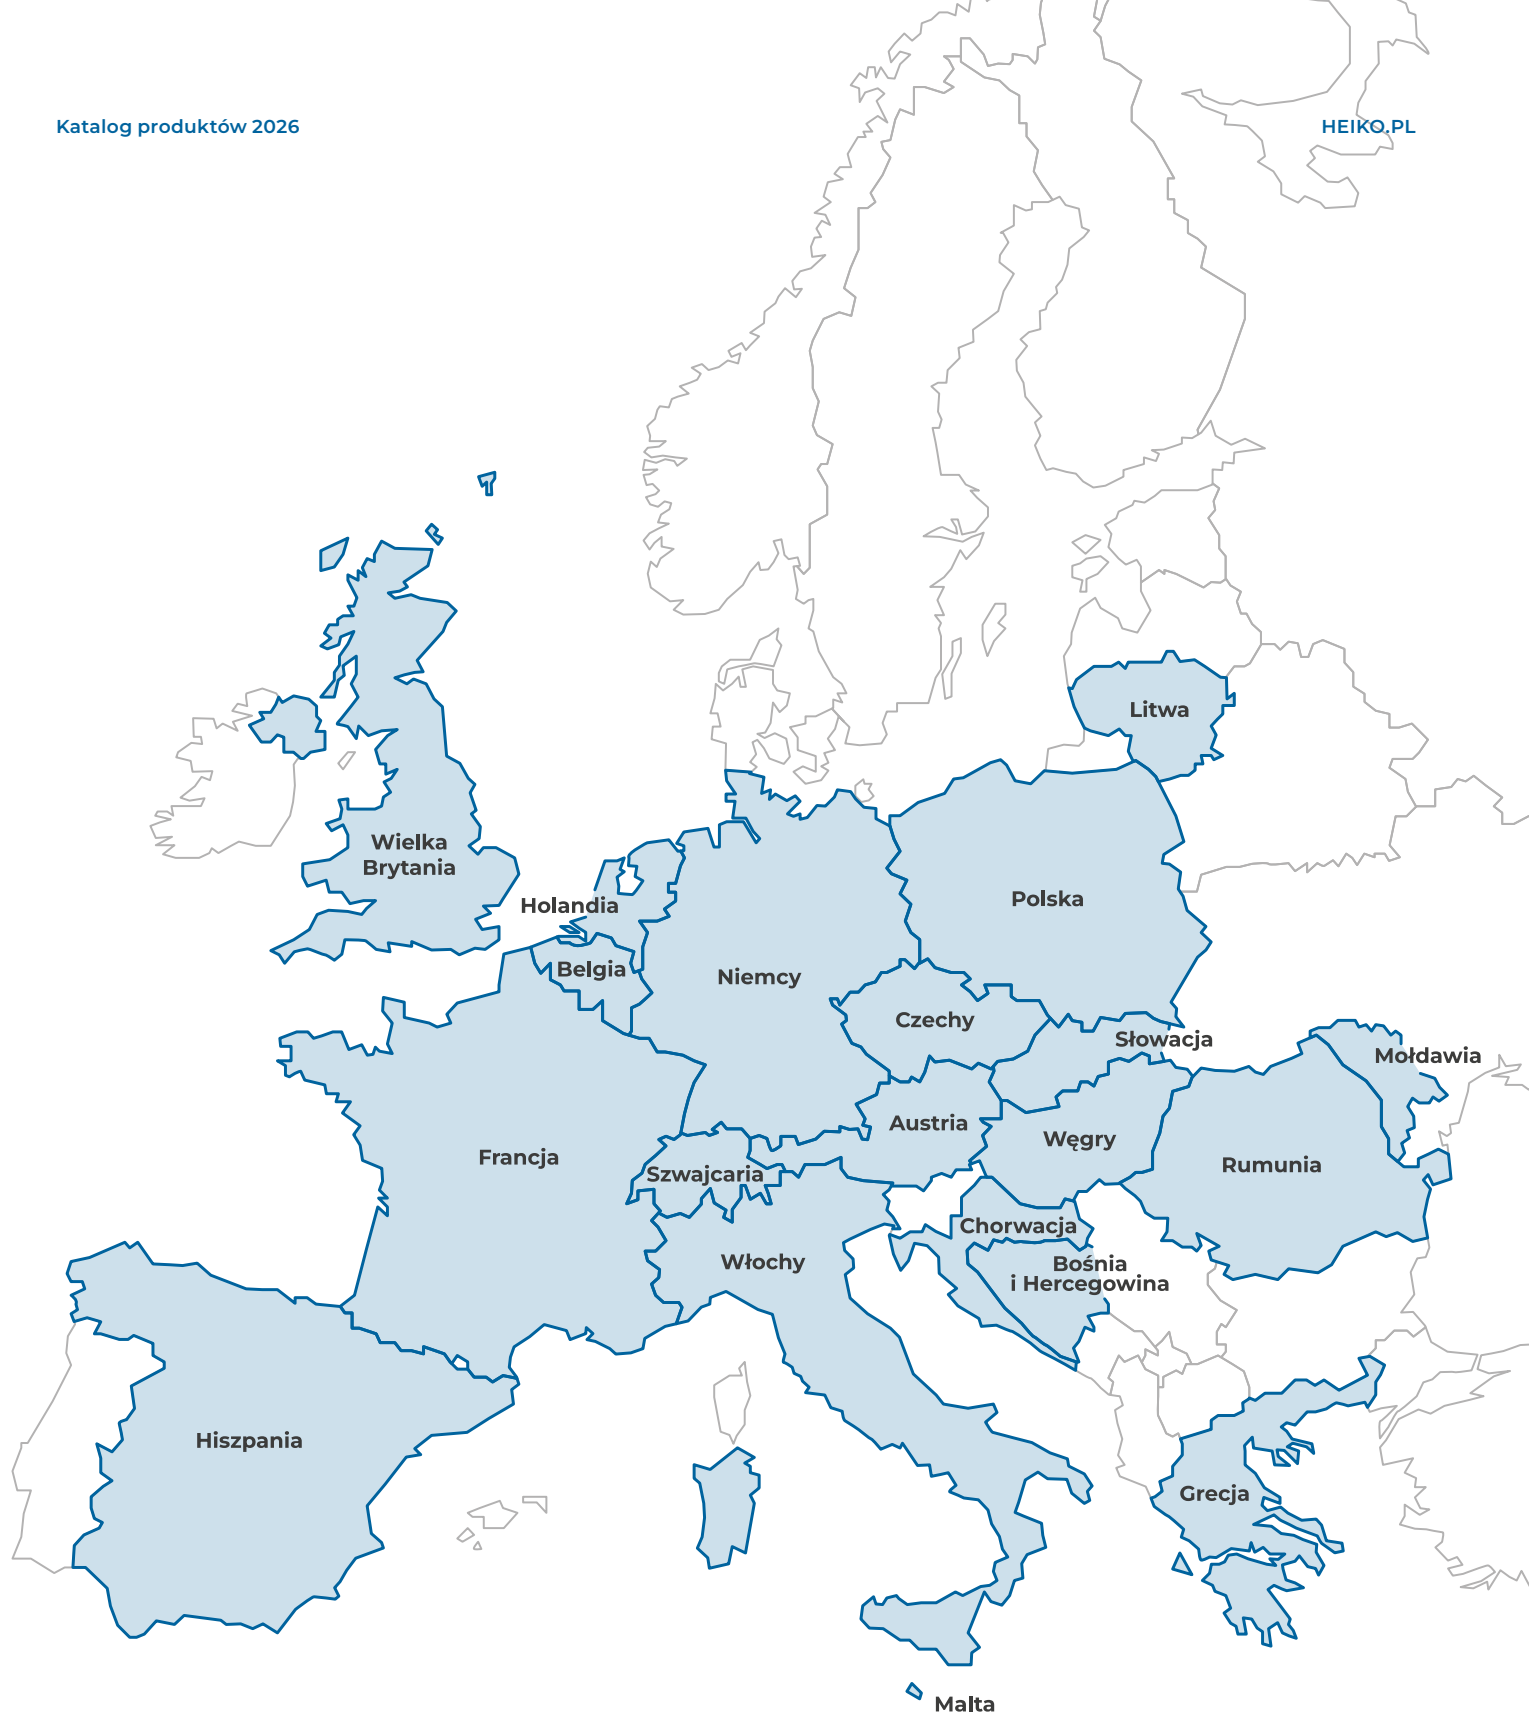 Katalog produktów 2026
HEIKO.PL
Litwa
Wielka
Brytania
Polska
Holandia
Belgia
Niemcy
Czechy
Słowacja
Mołdawia
Austria
Węgry
Francja
Rumunia
Szwajcaria
Chorwacja
Włochy
Bośnia
i Hercegowina
Hiszpania
Grecja
Malta